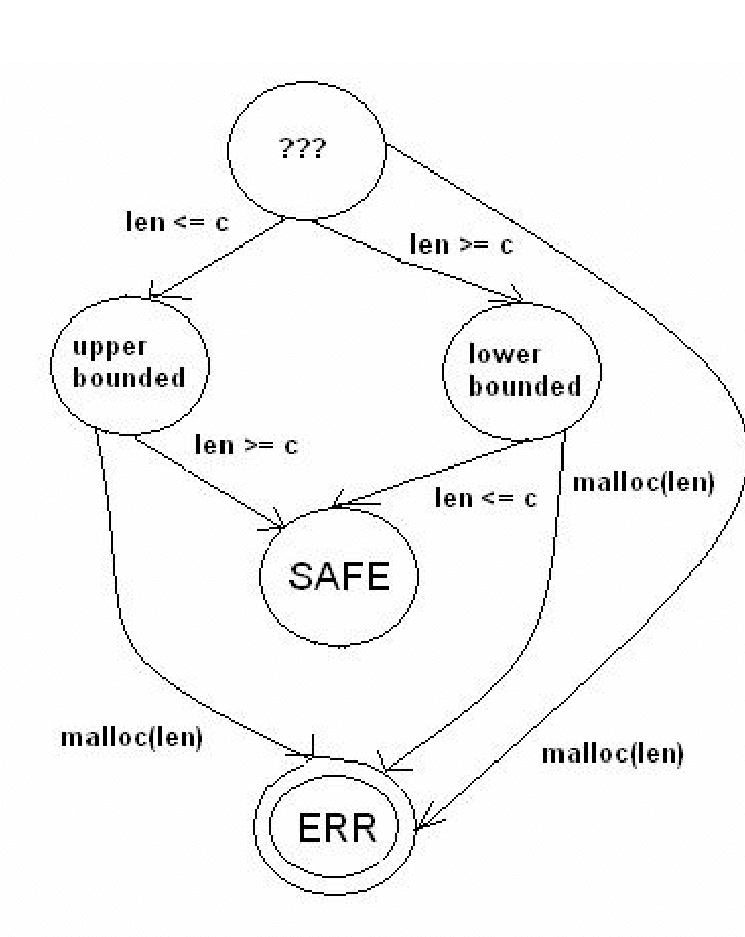 ???
len <= c
len >= c
upper
bounded
lower
bounded
len >= c
malloc(len)
len <= c
SAFE
malloc(len)
malloc(len)
ERR